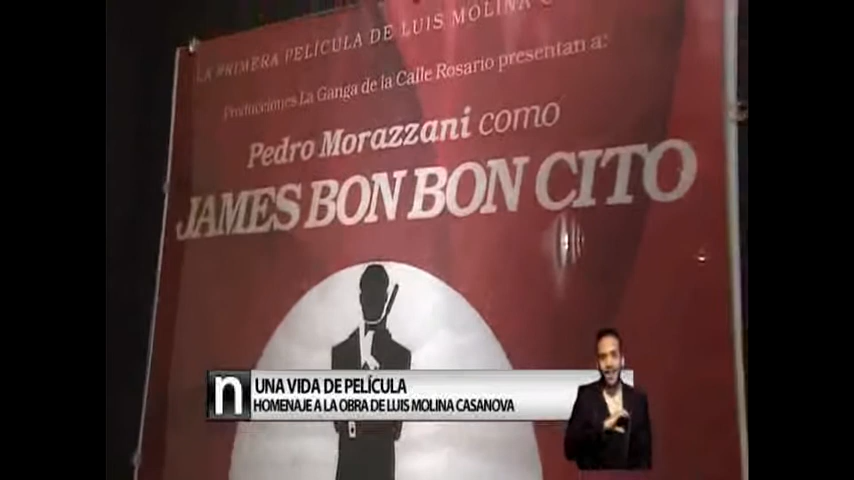 LA PRIMERA PELÍCULA DE LUIS MOLINA
Producciones La Ganga de la Calle Rosario presentan a:
Pedro Morazzani como
JAMES BON BON CITO
n
UNA VIDA DE PELÍCULA
HOMENAJE A LA OBRA DE LUIS MOLINA CASANOVA